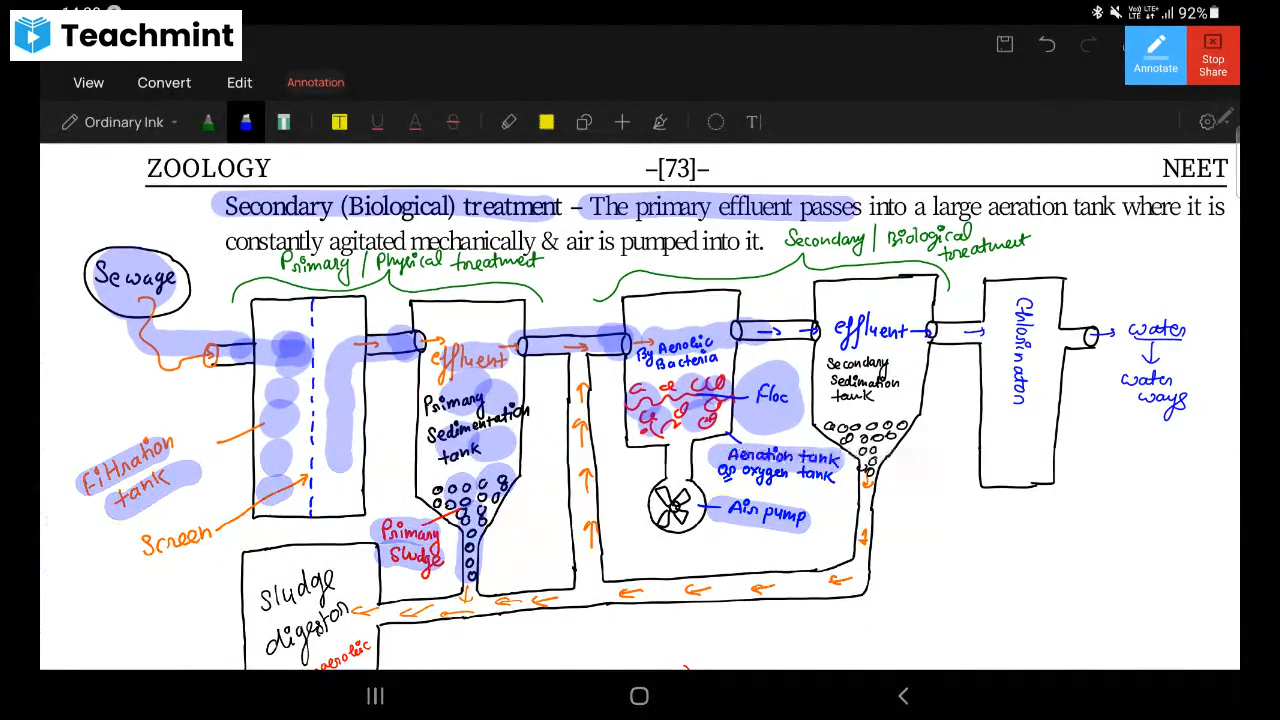 Teachmint
92%
Annotate
Stop
Share
View Convert Edit Annotation
Ordinary Ink
ZOOLOGY –[73]– NEET
Secondary (Biological) treatment – The primary effluent passes into a large aeration tank where it is
constantly agitated mechanically & air is pumped into it.
Primary / Physical treatment
Secondary / Biological
treatment
Sewage
Filtration
tank
Screen
effluent
Primary
Sedimentation
tank
Primary
Sludge
By Aerobic
Bacteria
Floc
Aeration tank
or oxygen tank
Air pump
effluent
Secondary
Sedimation
tank
Chlorinator
water
water
ways
sludge
digestor